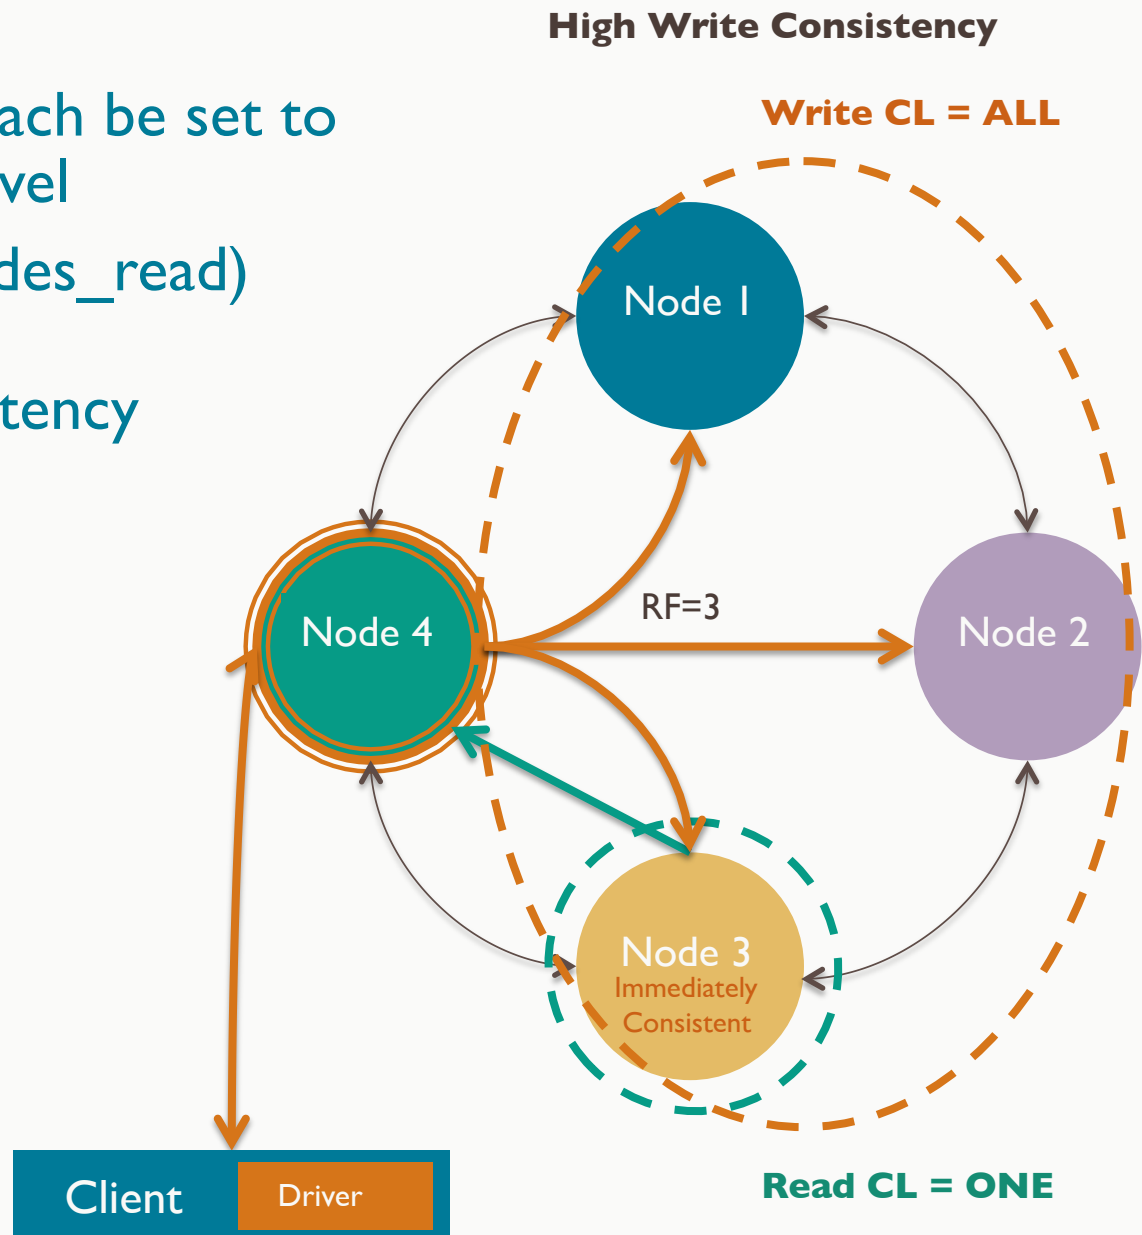 High Write Consistency
ach be set to
Write CL = ALL
vel
des_read)
Node 1
tency
RF=3
Node 4
Node 2
Node 3
Immediately
Consistent
Client
Driver
Read CL = ONE